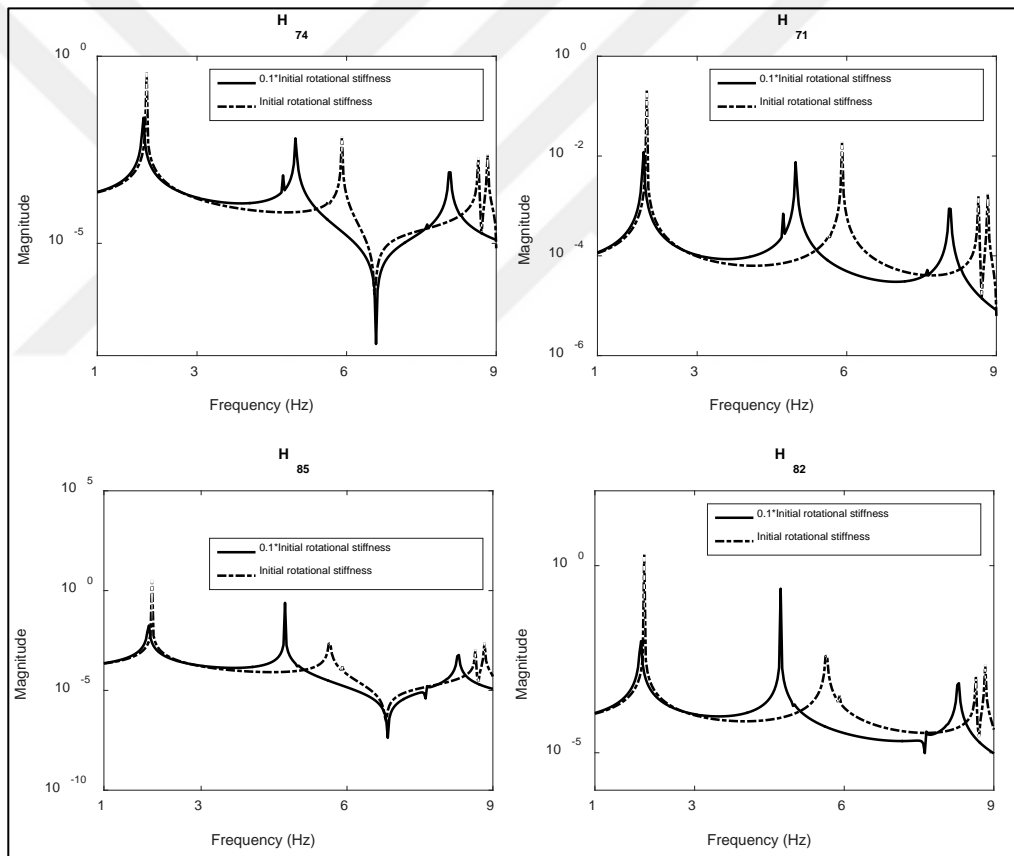 H
74
10 0
0.1*Initial rotational stiffness
Initial rotational stiffness
10 -5
Magnitude
1 3 6 9
Frequency (Hz)
H
71
10 0
0.1*Initial rotational stiffness
Initial rotational stiffness
10 -2
10 -4
10 -6
Magnitude
1 3 6 9
Frequency (Hz)
H
85
10 5
0.1*Initial rotational stiffness
Initial rotational stiffness
10 0
10 -5
10 -10
Magnitude
1 3 6 9
Frequency (Hz)
H
82
0.1*Initial rotational stiffness
Initial rotational stiffness
10 0
10 -5
Magnitude
1 3 6 9
Frequency (Hz)